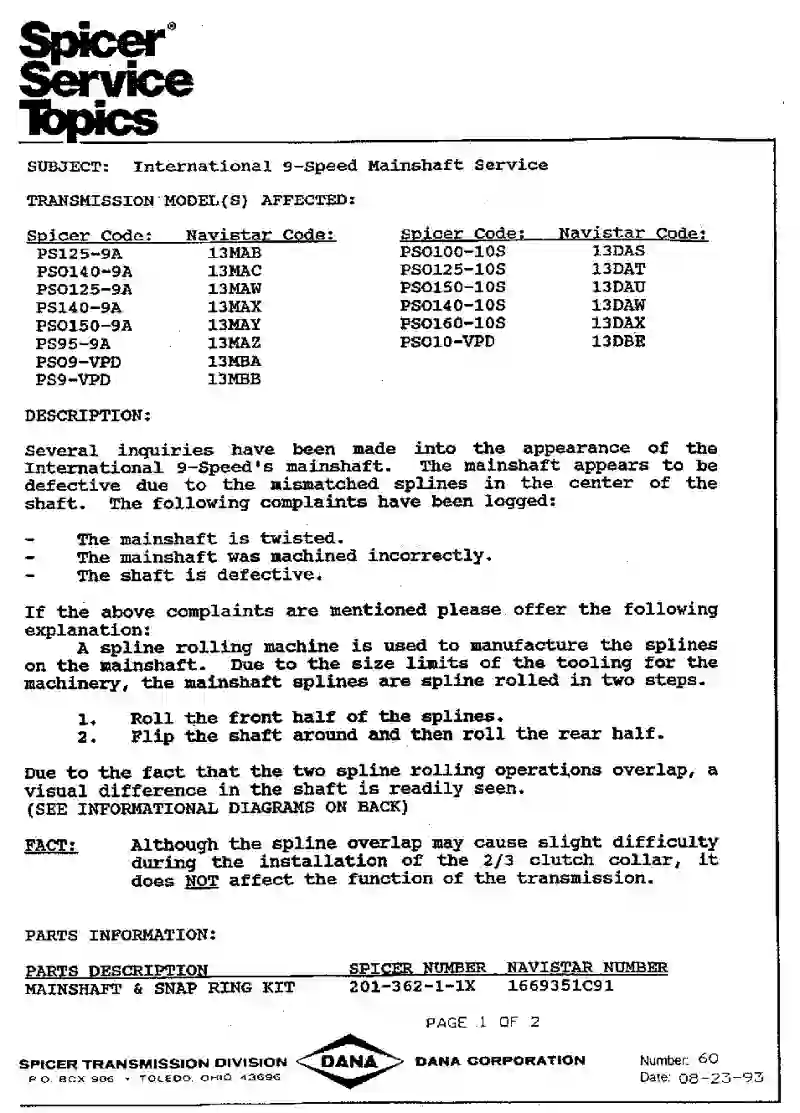 Spicer®
Service
Topics
SUBJECT: International 9-Speed Mainshaft Service
TRANSMISSION MODEL(S) AFFECTED:
Spicer Code: Navistar Code: Spicer Code: Navistar Code:
PS125-9A 13MAB PSO100-10S 13DAS
PSO140-9A 13MAC PSO125-10S 13DAT
PSO125-9A 13MAW PSO150-10S 13DAU
PS140-9A 13MAX PSO140-10S 13DAW
PSO150-9A 13MAY PSO160-10S 13DAX
PS95-9A 13MAZ PSO10-VPD 13DBE
PSO9-VPD 13MBA
PS9-VPD 13MBB
DESCRIPTION:
Several inquiries have been made into the appearance of the
International 9-Speed's mainshaft. The mainshaft appears to be
defective due to the mismatched splines in the center of the
shaft. The following complaints have been logged:
- The mainshaft is twisted.
- The mainshaft was machined incorrectly.
- The shaft is defective.
If the above complaints are mentioned please offer the following
explanation:
A spline rolling machine is used to manufacture the splines
on the mainshaft. Due to the size limits of the tooling for the
machinery, the mainshaft splines are spline rolled in two steps.
1. Roll the front half of the splines.
2. Flip the shaft around and then roll the rear half.
Due to the fact that the two spline rolling operations overlap, a
visual difference in the shaft is readily seen.
(SEE INFORMATIONAL DIAGRAMS ON BACK)
FACT: Although the spline overlap may cause slight difficulty
during the installation of the 2/3 clutch collar, it
does NOT affect the function of the transmission.
PARTS INFORMATION:
PARTS DESCRIPTION SPICER NUMBER NAVISTAR NUMBER
MAINSHAFT & SNAP RING KIT 201-362-1-1X 1669351C91
PAGE 1 OF 2
SPICER TRANSMISSION DIVISION DANA DANA CORPORATION Number: 60
P.O. BOX 906 • TOLEDO, OHIO 43696 Date: 08-23-93